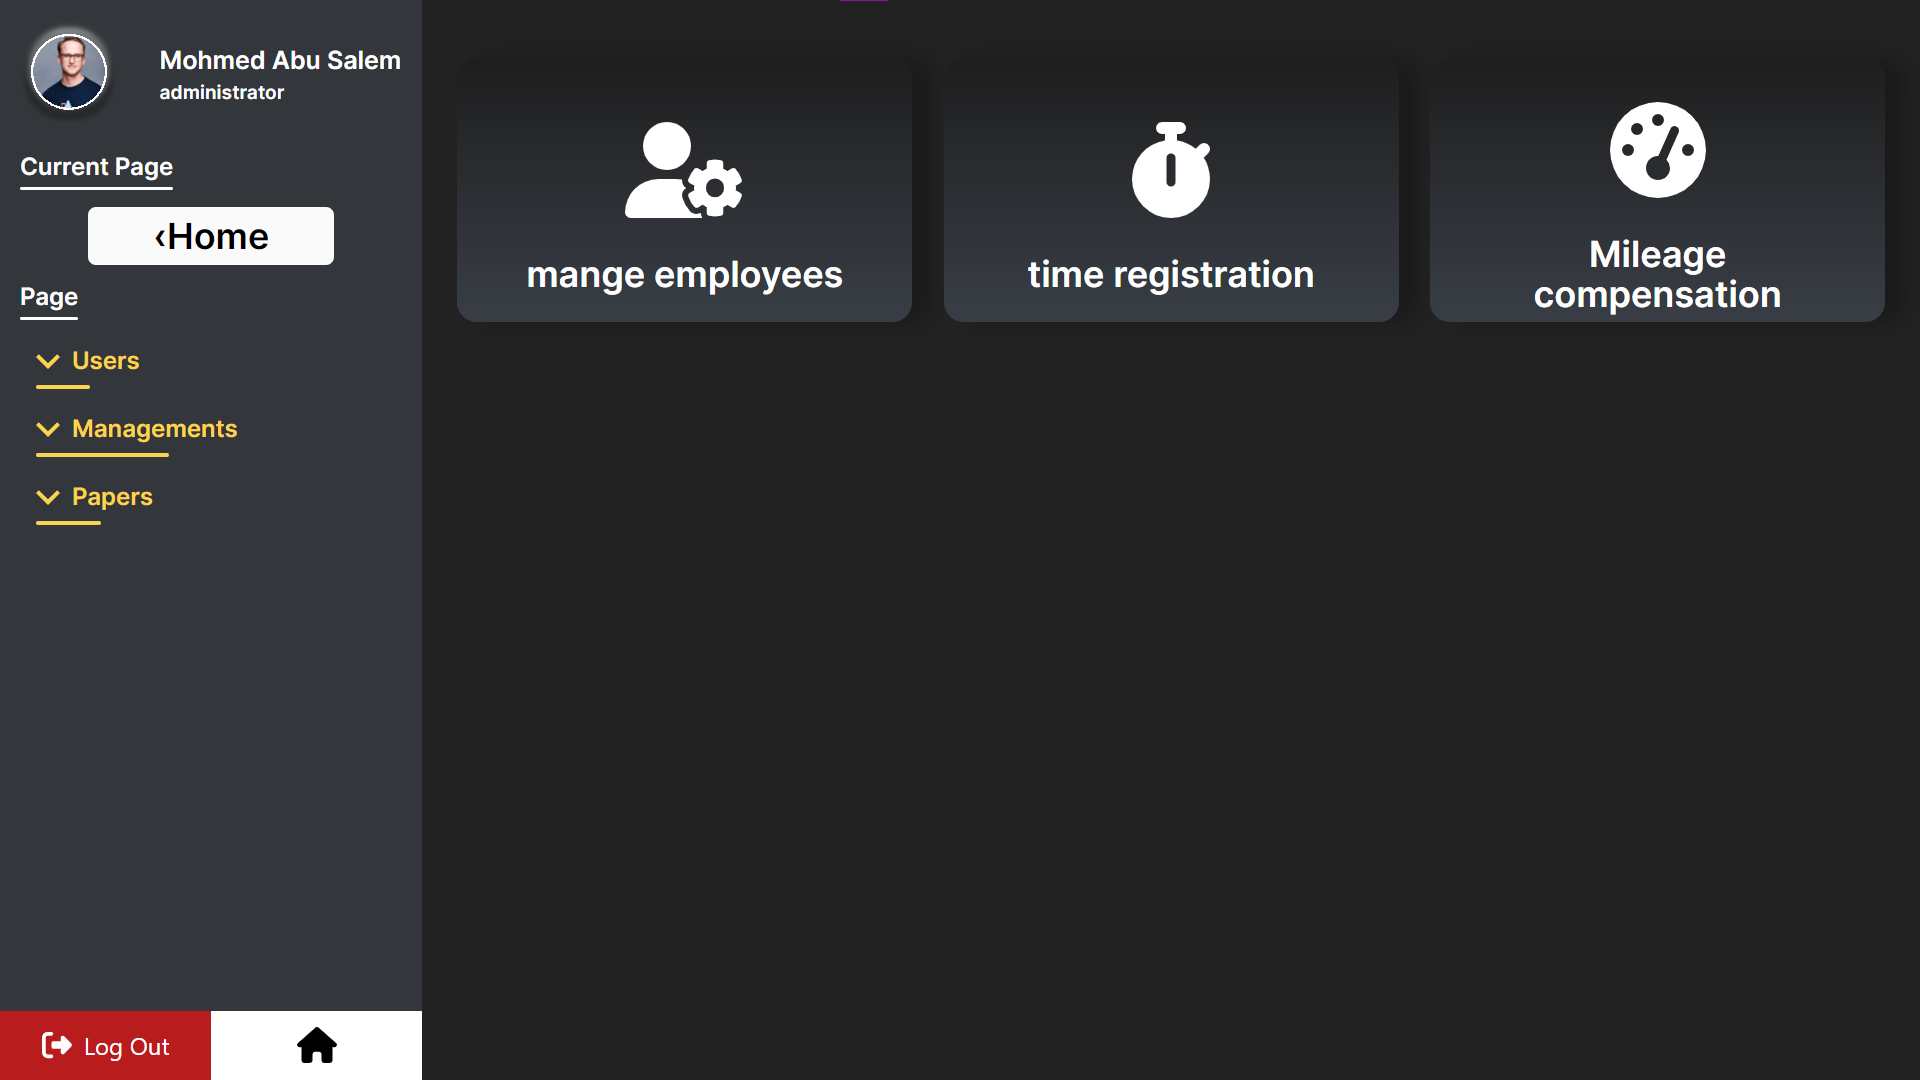 Mohmed Abu Salem
administrator
Current Page
‹Home
Page
Users
Managements
Papers
Log Out
mange employees
time registration
Mileage
compensation